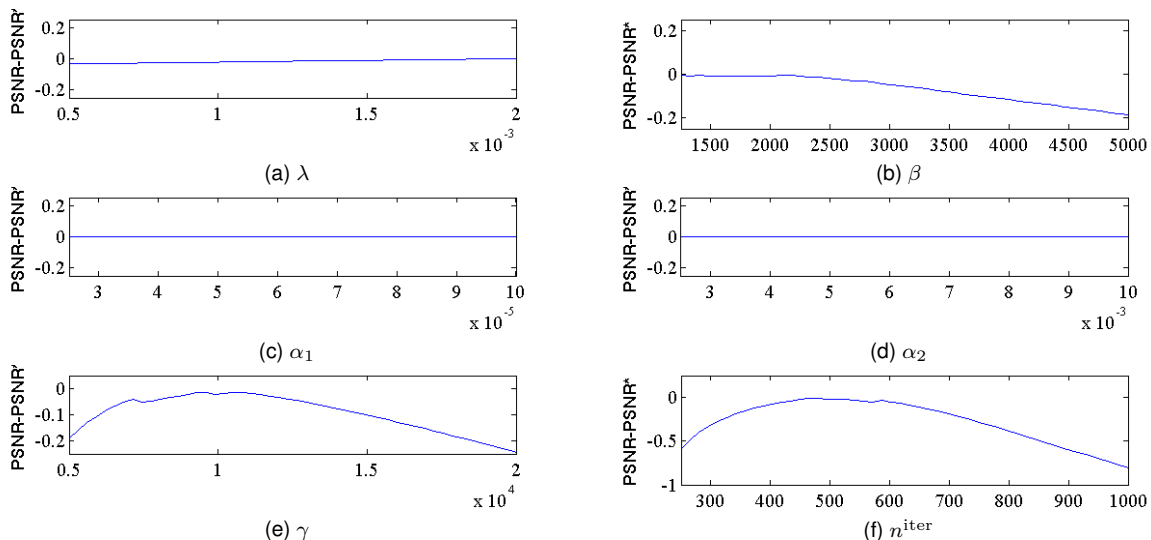 PSNR-PSNR*
0.2
0
-0.2
0.5 1 1.5 2
x 10^-3
(a) λ
PSNR-PSNR*
0.2
0
-0.2
1500 2000 2500 3000 3500 4000 4500 5000
(b) β
PSNR-PSNR*
0.2
0
-0.2
3 4 5 6 7 8 9 10
x 10^-5
(c) α₁
PSNR-PSNR*
0.2
0
-0.2
3 4 5 6 7 8 9 10
x 10^-3
(d) α₂
PSNR-PSNR*
0
-0.1
-0.2
0.5 1 1.5 2
x 10^4
(e) γ
PSNR-PSNR*
0
-0.5
-1
300 400 500 600 700 800 900 1000
(f) n^iter